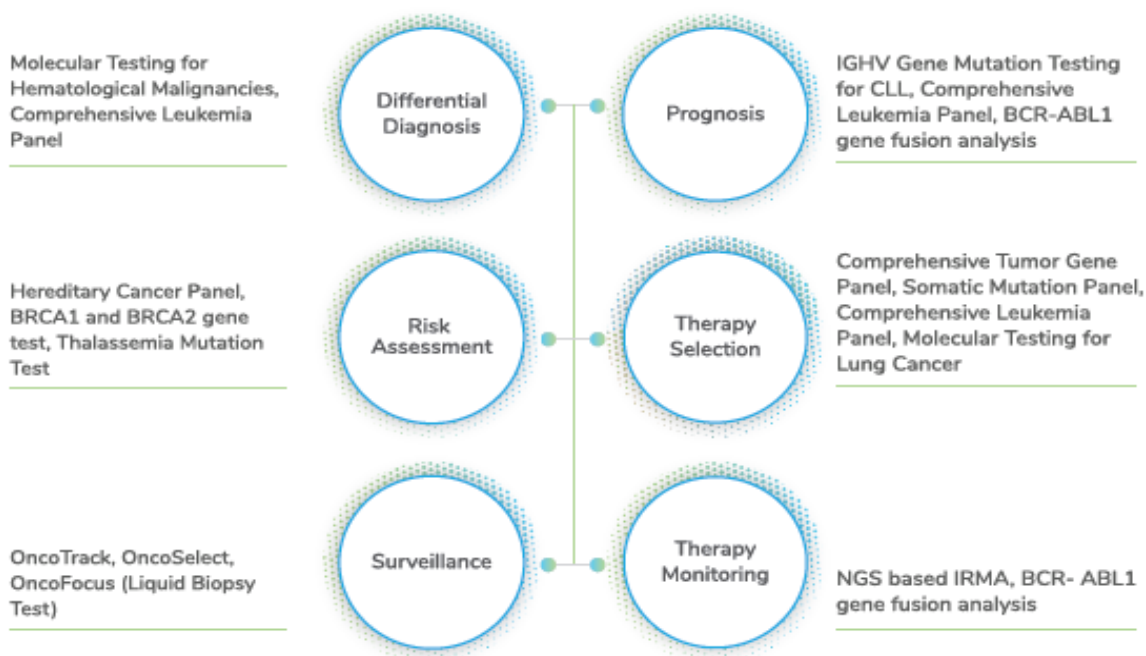 Molecular Testing for
Hematological Malignancies,
Comprehensive Leukemia
Panel
Differential
Diagnosis
Prognosis
IGHV Gene Mutation Testing
for CLL, Comprehensive
Leukemia Panel, BCR-ABL1
gene fusion analysis
Hereditary Cancer Panel,
BRCA1 and BRCA2 gene
test, Thalassemia Mutation
Test
Risk
Assessment
Therapy
Selection
Comprehensive Tumor Gene
Panel, Somatic Mutation Panel,
Comprehensive Leukemia
Panel, Molecular Testing for
Lung Cancer
OncoTrack, OncoSelect,
OncoFocus (Liquid Biopsy
Test)
Surveillance
Therapy
Monitoring
NGS based IRMA, BCR- ABL1
gene fusion analysis